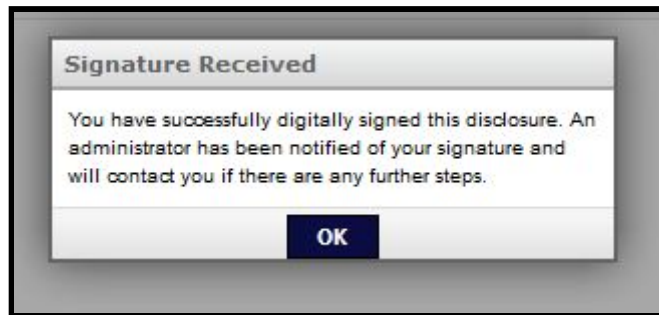 Signature Received
You have successfully digitally signed this disclosure. An
administrator has been notified of your signature and
will contact you if there are any further steps.
OK